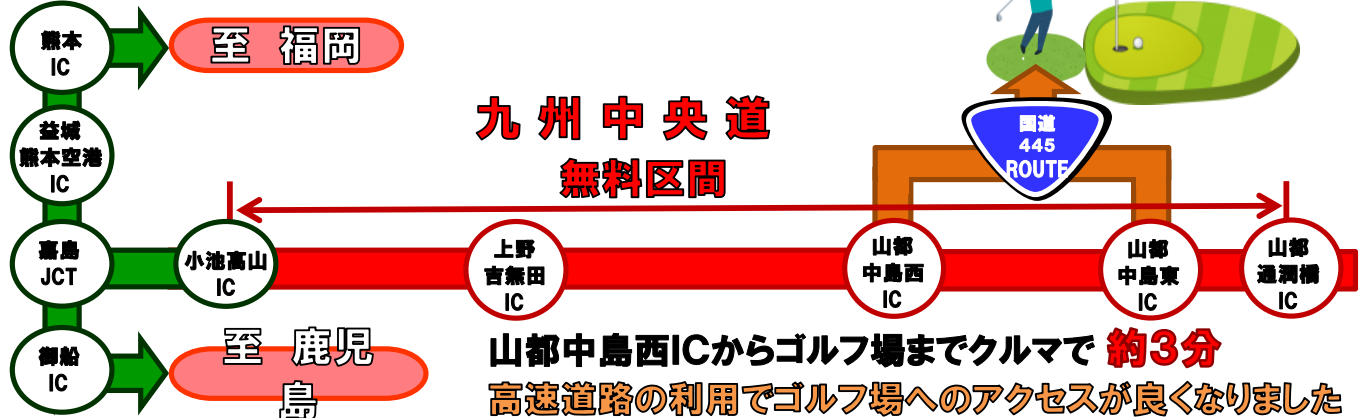 熊本
IC
至 福岡
益城
熊本空港
IC
九州中央道
無料区間
国道
445
ROUTE
嘉島
JCT
小池高山
IC
上野
吉無田
IC
山都
中島西
IC
山都
中島東
IC
山都
通潤橋
IC
御船
IC
至 鹿児
島
山都中島西ICからゴルフ場までクルマで 約3分
高速道路の利用でゴルフ場へのアクセスが良くなりました